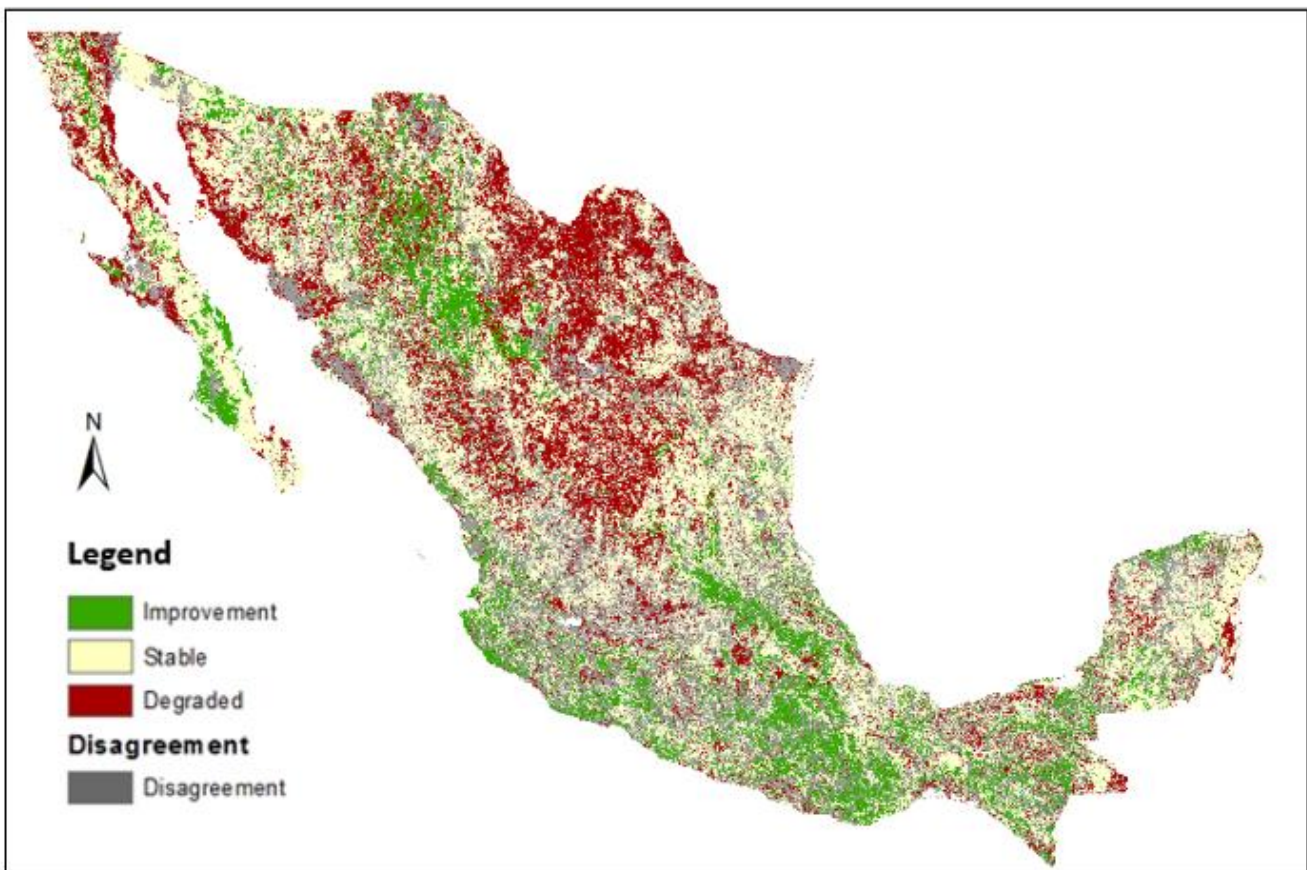 N
Legend
Improvement
Stable
Degraded
Disagreement
Disagreement